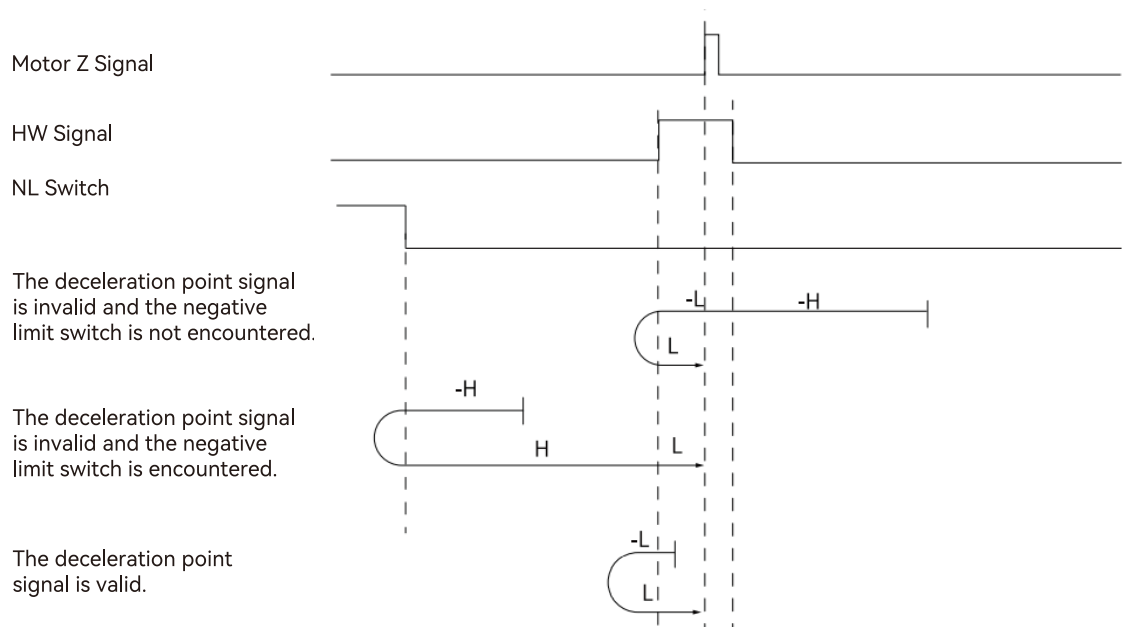 Motor Z Signal
HW Signal
NL Switch
The deceleration point signal
is invalid and the negative
limit switch is not encountered.
-L
-H
L
-H
The deceleration point signal
is invalid and the negative
limit switch is encountered.
H
L
-L
The deceleration point
signal is valid.
L